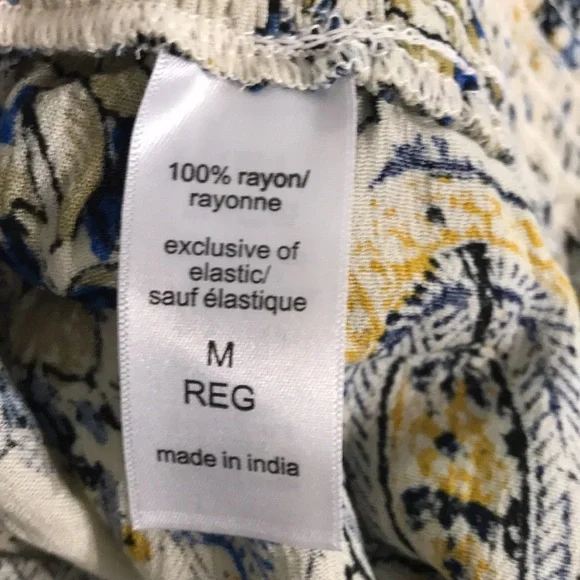 100% rayon/
rayonne
exclusive of
elastic/
sauf élastique
M
REG
made in india